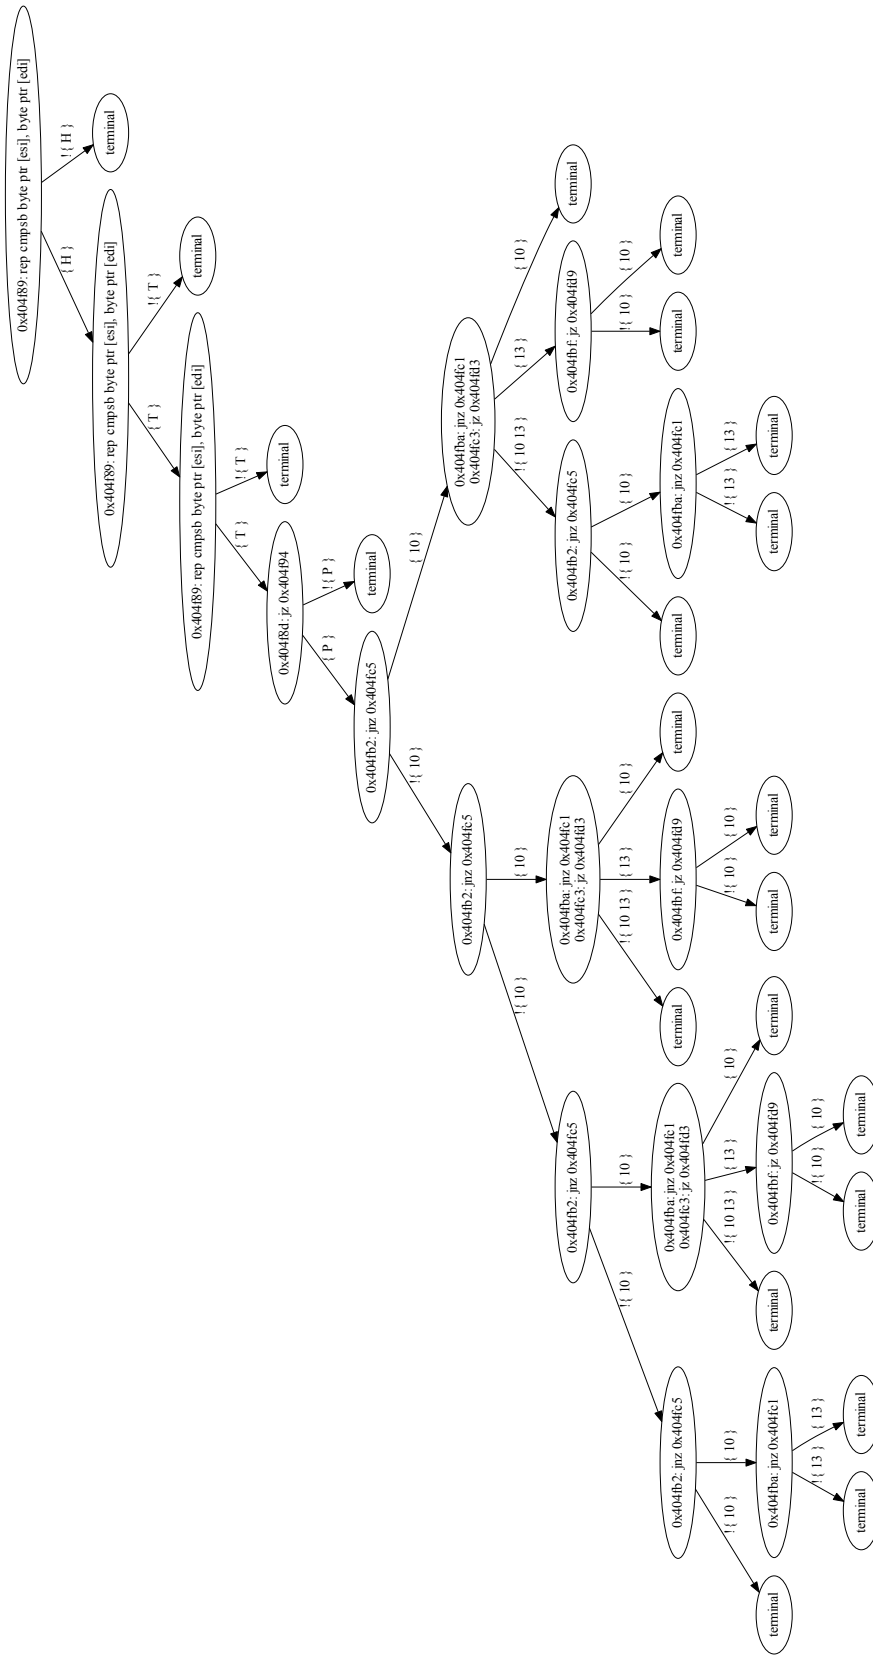 0x404f89: rep cmpsb byte ptr [esi], byte ptr [edi]
{ H }
!{ H }
0x404f89: rep cmpsb byte ptr [esi], byte ptr [edi]
terminal
{ T }
!{ T }
0x404f89: rep cmpsb byte ptr [esi], byte ptr [edi]
terminal
{ T }
!{ T }
0x404f8d: jz 0x404f94
terminal
{ P }
!{ P }
0x404fb2: jnz 0x404fc5
terminal
!{ 10 }
{ 10 }
0x404fb2: jnz 0x404fc5
0x404fba: jnz 0x404fc1
0x404fc3: jz 0x404fd3
!{ 10 }
{ 10 }
!{ 10 13 }
{ 13 }
{ 10 }
0x404fb2: jnz 0x404fc5
0x404fba: jnz 0x404fc1
0x404fc3: jz 0x404fd3
0x404fb2: jnz 0x404fc5
0x404fbf: jz 0x404fd9
terminal
!{ 10 }
{ 10 }
!{ 10 13 }
{ 13 }
{ 10 }
!{ 10 }
{ 10 }
!{ 10 }
{ 10 }
0x404fb2: jnz 0x404fc5
0x404fba: jnz 0x404fc1
0x404fc3: jz 0x404fd3
terminal
0x404fbf: jz 0x404fd9
terminal
terminal
0x404fba: jnz 0x404fc1
terminal
terminal
!{ 10 }
{ 10 }
!{ 10 13 }
{ 13 }
{ 10 }
!{ 10 }
{ 10 }
!{ 13 }
{ 13 }
terminal
0x404fba: jnz 0x404fc1
terminal
0x404fbf: jz 0x404fd9
terminal
terminal
terminal
terminal
terminal
!{ 13 }
{ 13 }
!{ 10 }
{ 10 }
terminal
terminal
terminal
terminal